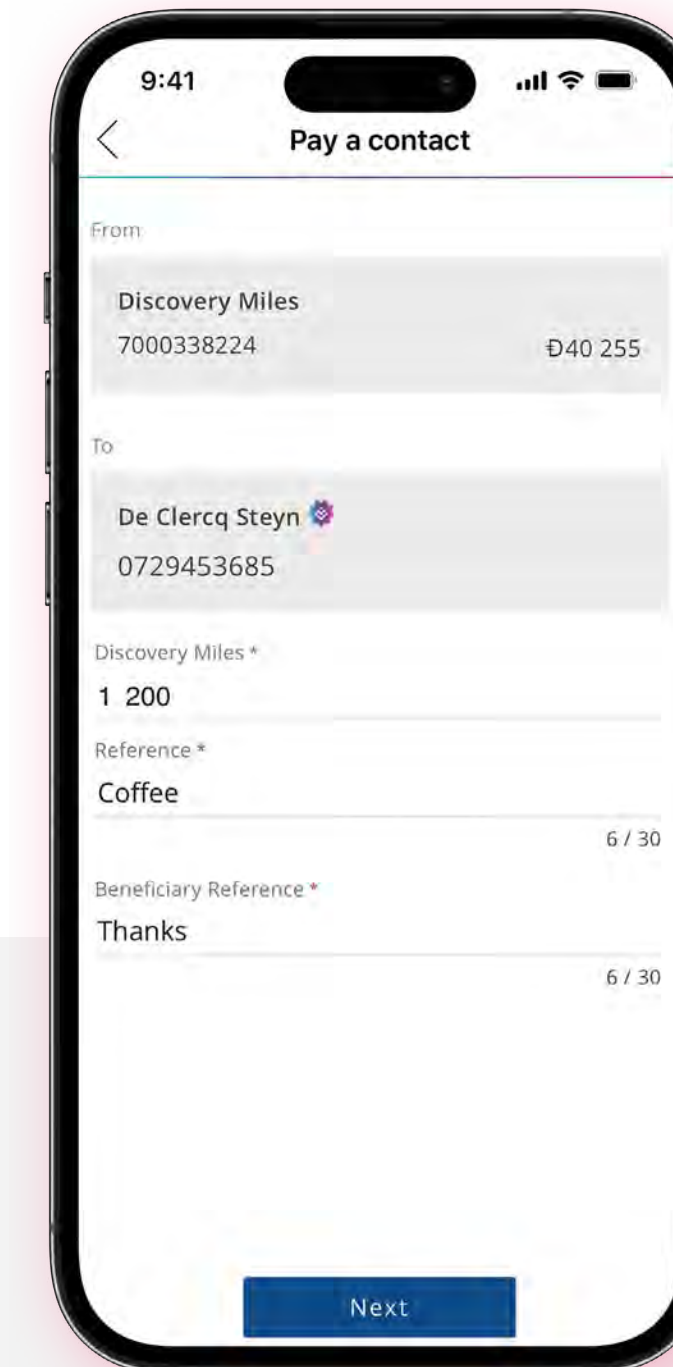 9:41
Pay a contact
From
Discovery Miles
7000338224
Đ40 255
To
De Clercq Steyn
0729453685
Discovery Miles *
1 200
Reference *
Coffee
6 / 30
Beneficiary Reference *
Thanks
6 / 30
Next